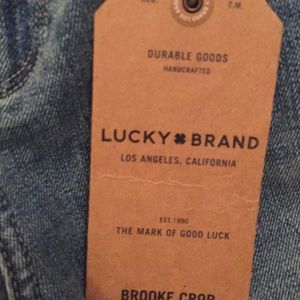 T.M.
DURABLE GOODS
HANDCRAFTED
LUCKY BRAND
LOS ANGELES, CALIFORNIA
EST 1990
THE MARK OF GOOD LUCK
BROOKE CROP